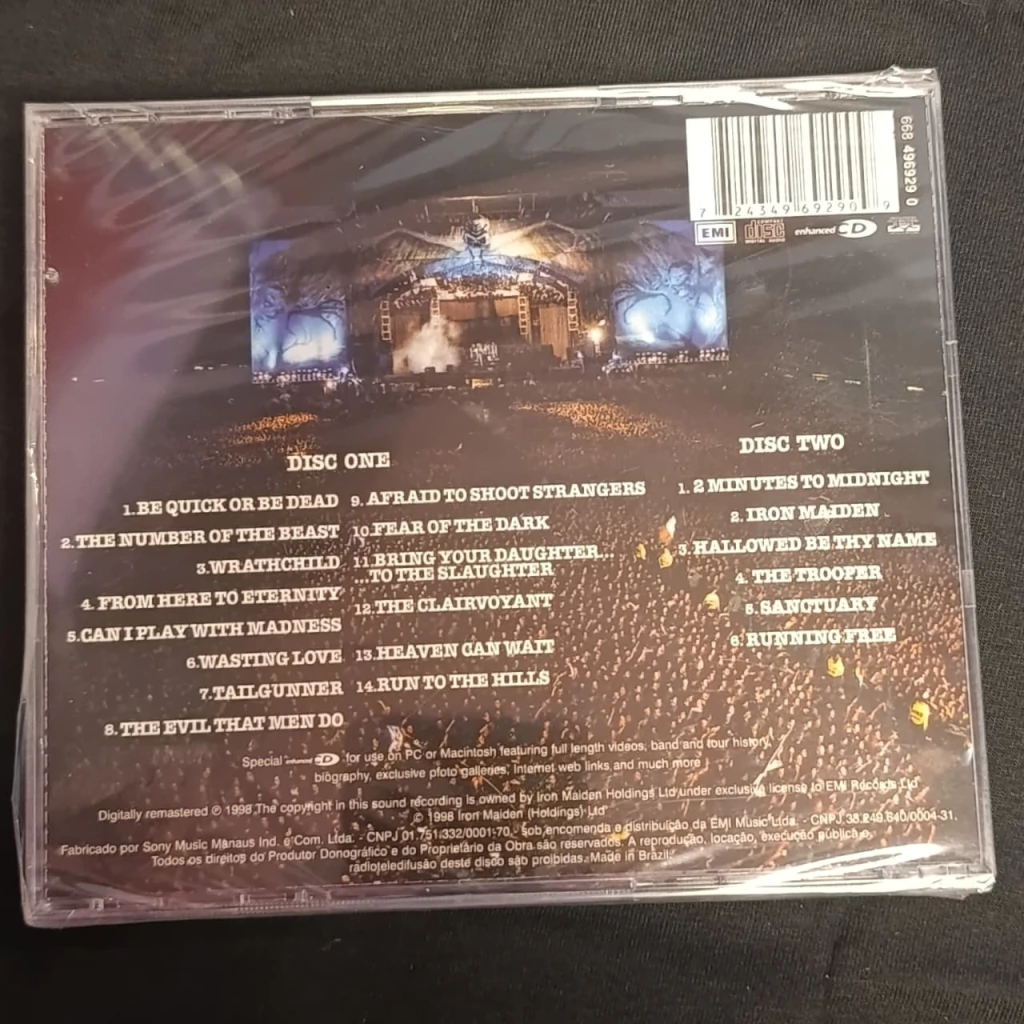 668 496929 0
7 24349 69290 9
EMI
COMPACT
disc
DIGITAL AUDIO
enhanced CD
DISC ONE
1.BE QUICK OR BE DEAD
2.THE NUMBER OF THE BEAST
3.WRATHCHILD
4. FROM HERE TO ETERNITY
5.CAN I PLAY WITH MADNESS
6.WASTING LOVE
7.TAILGUNNER
8.THE EVIL THAT MEN DO
9. AFRAID TO SHOOT STRANGERS
10.FEAR OF THE DARK
11.BRING YOUR DAUGHTER...
...TO THE SLAUGHTER
12.THE CLAIRVOYANT
13.HEAVEN CAN WAIT
14.RUN TO THE HILLS
DISC TWO
1. 2 MINUTES TO MIDNIGHT
2. IRON MAIDEN
3.HALLOWED BE THY NAME
4. THE TROOPER
5. SANCTUARY
6. RUNNING FREE
Special enhanced CD for use on PC or Macintosh featuring full length videos, band and tour history,
biography, exclusive photo galleries, Internet web links and much more
Digitally remastered ℗ 1998 The copyright in this sound recording is owned by Iron Maiden Holdings Ltd under exclusive license to EMI Records Ltd
© 1998 Iron Maiden (Holdings) Ltd
Fabricado por Sony Music Manaus Ind. e Com. Ltda. - CNPJ 01.751.332/0001-70 - sob encomenda e distribuição da EMI Music Ltda. - CNPJ 33.249.640/0004-31.
Todos os direitos do Produtor Fonográfico e do Proprietário da Obra são reservados. A reprodução, locação, execução pública e,
radioteledifusão deste disco são proibidas. Made in Brazil.